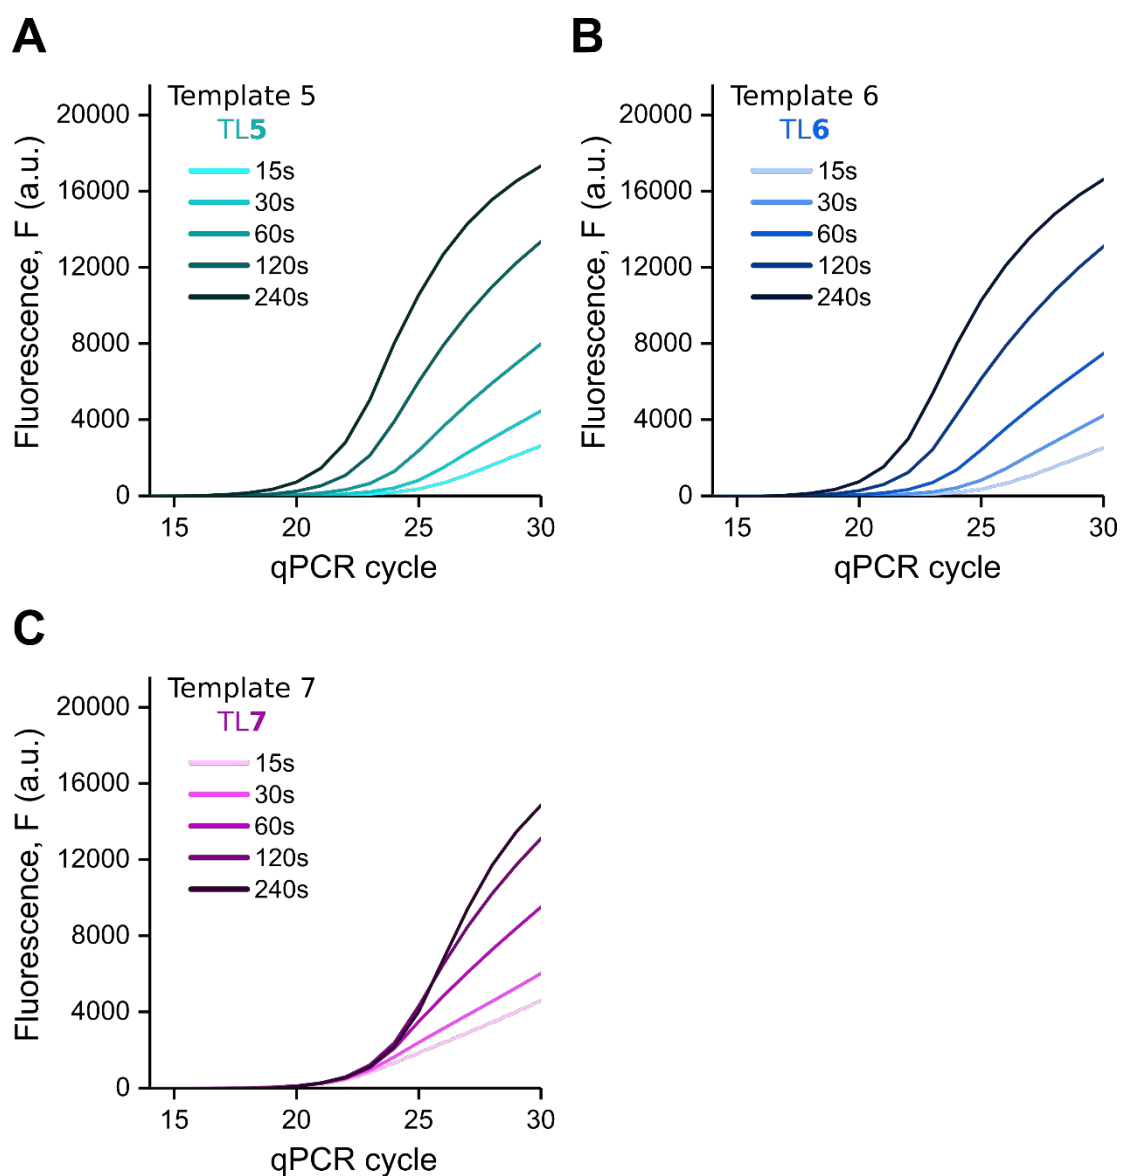 A
Template 5
TL5
15s
30s
60s
120s
240s
20000
16000
12000
8000
4000
0
Fluorescence, F (a.u.)
15
20
25
30
qPCR cycle
B
Template 6
TL6
15s
30s
60s
120s
240s
20000
16000
12000
8000
4000
0
Fluorescence, F (a.u.)
15
20
25
30
qPCR cycle
C
Template 7
TL7
15s
30s
60s
120s
240s
20000
16000
12000
8000
4000
0
Fluorescence, F (a.u.)
15
20
25
30
qPCR cycle